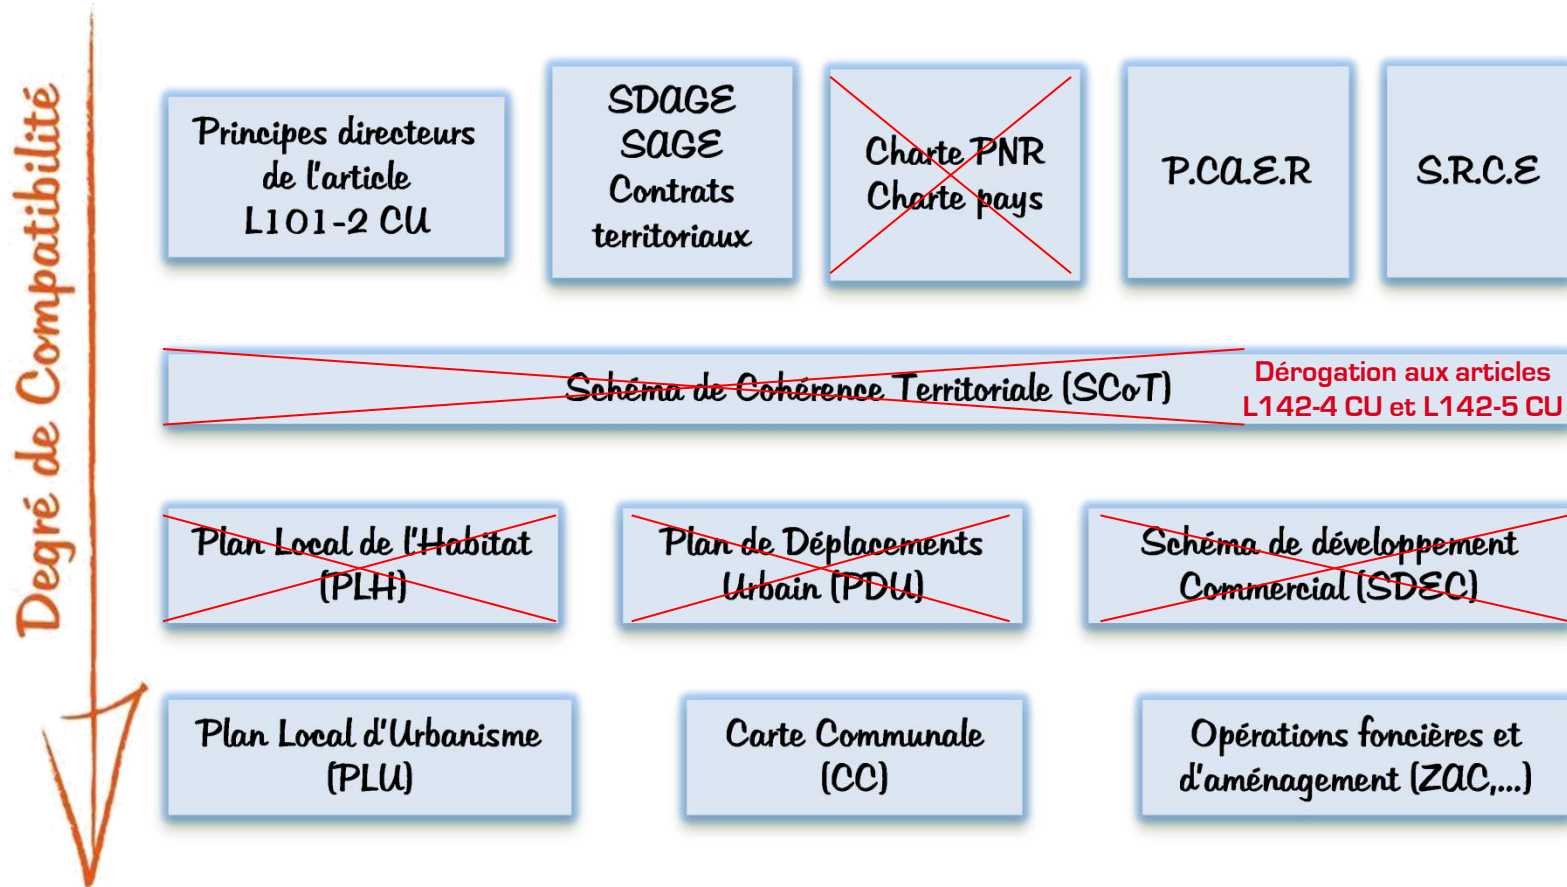 Degré de Compatibilité
Principes directeurs
de l'article
L101-2 CU
SDAGE
SAGE
Contrats
territoriaux
Charte PNR
Charte pays
P.CA.E.R
S.R.C.E
Schéma de Cohérence Territoriale (SCoT)
Dérogation aux articles
L142-4 CU et L142-5 CU
Plan Local de l'Habitat
(PLH)
Plan de Déplacements
Urbain (PDU)
Schéma de développement
Commercial (SDEC)
Plan Local d'Urbanisme
(PLU)
Carte Communale
(CC)
Opérations foncières et
d'aménagement (ZAC,...)